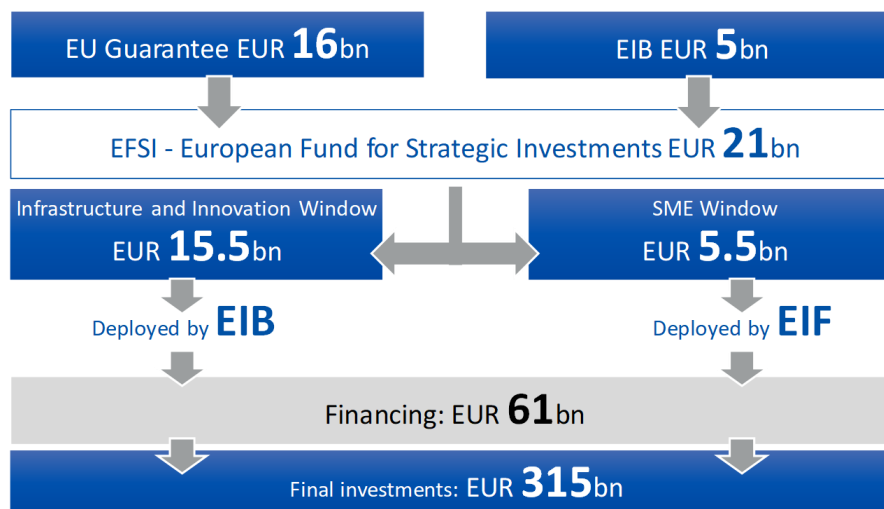 EU Guarantee EUR 16bn
EIB EUR 5bn
EFSI - European Fund for Strategic Investments EUR 21bn
Infrastructure and Innovation Window
EUR 15.5bn
SME Window
EUR 5.5bn
Deployed by EIB
Deployed by EIF
Financing: EUR 61bn
Final investments: EUR 315bn